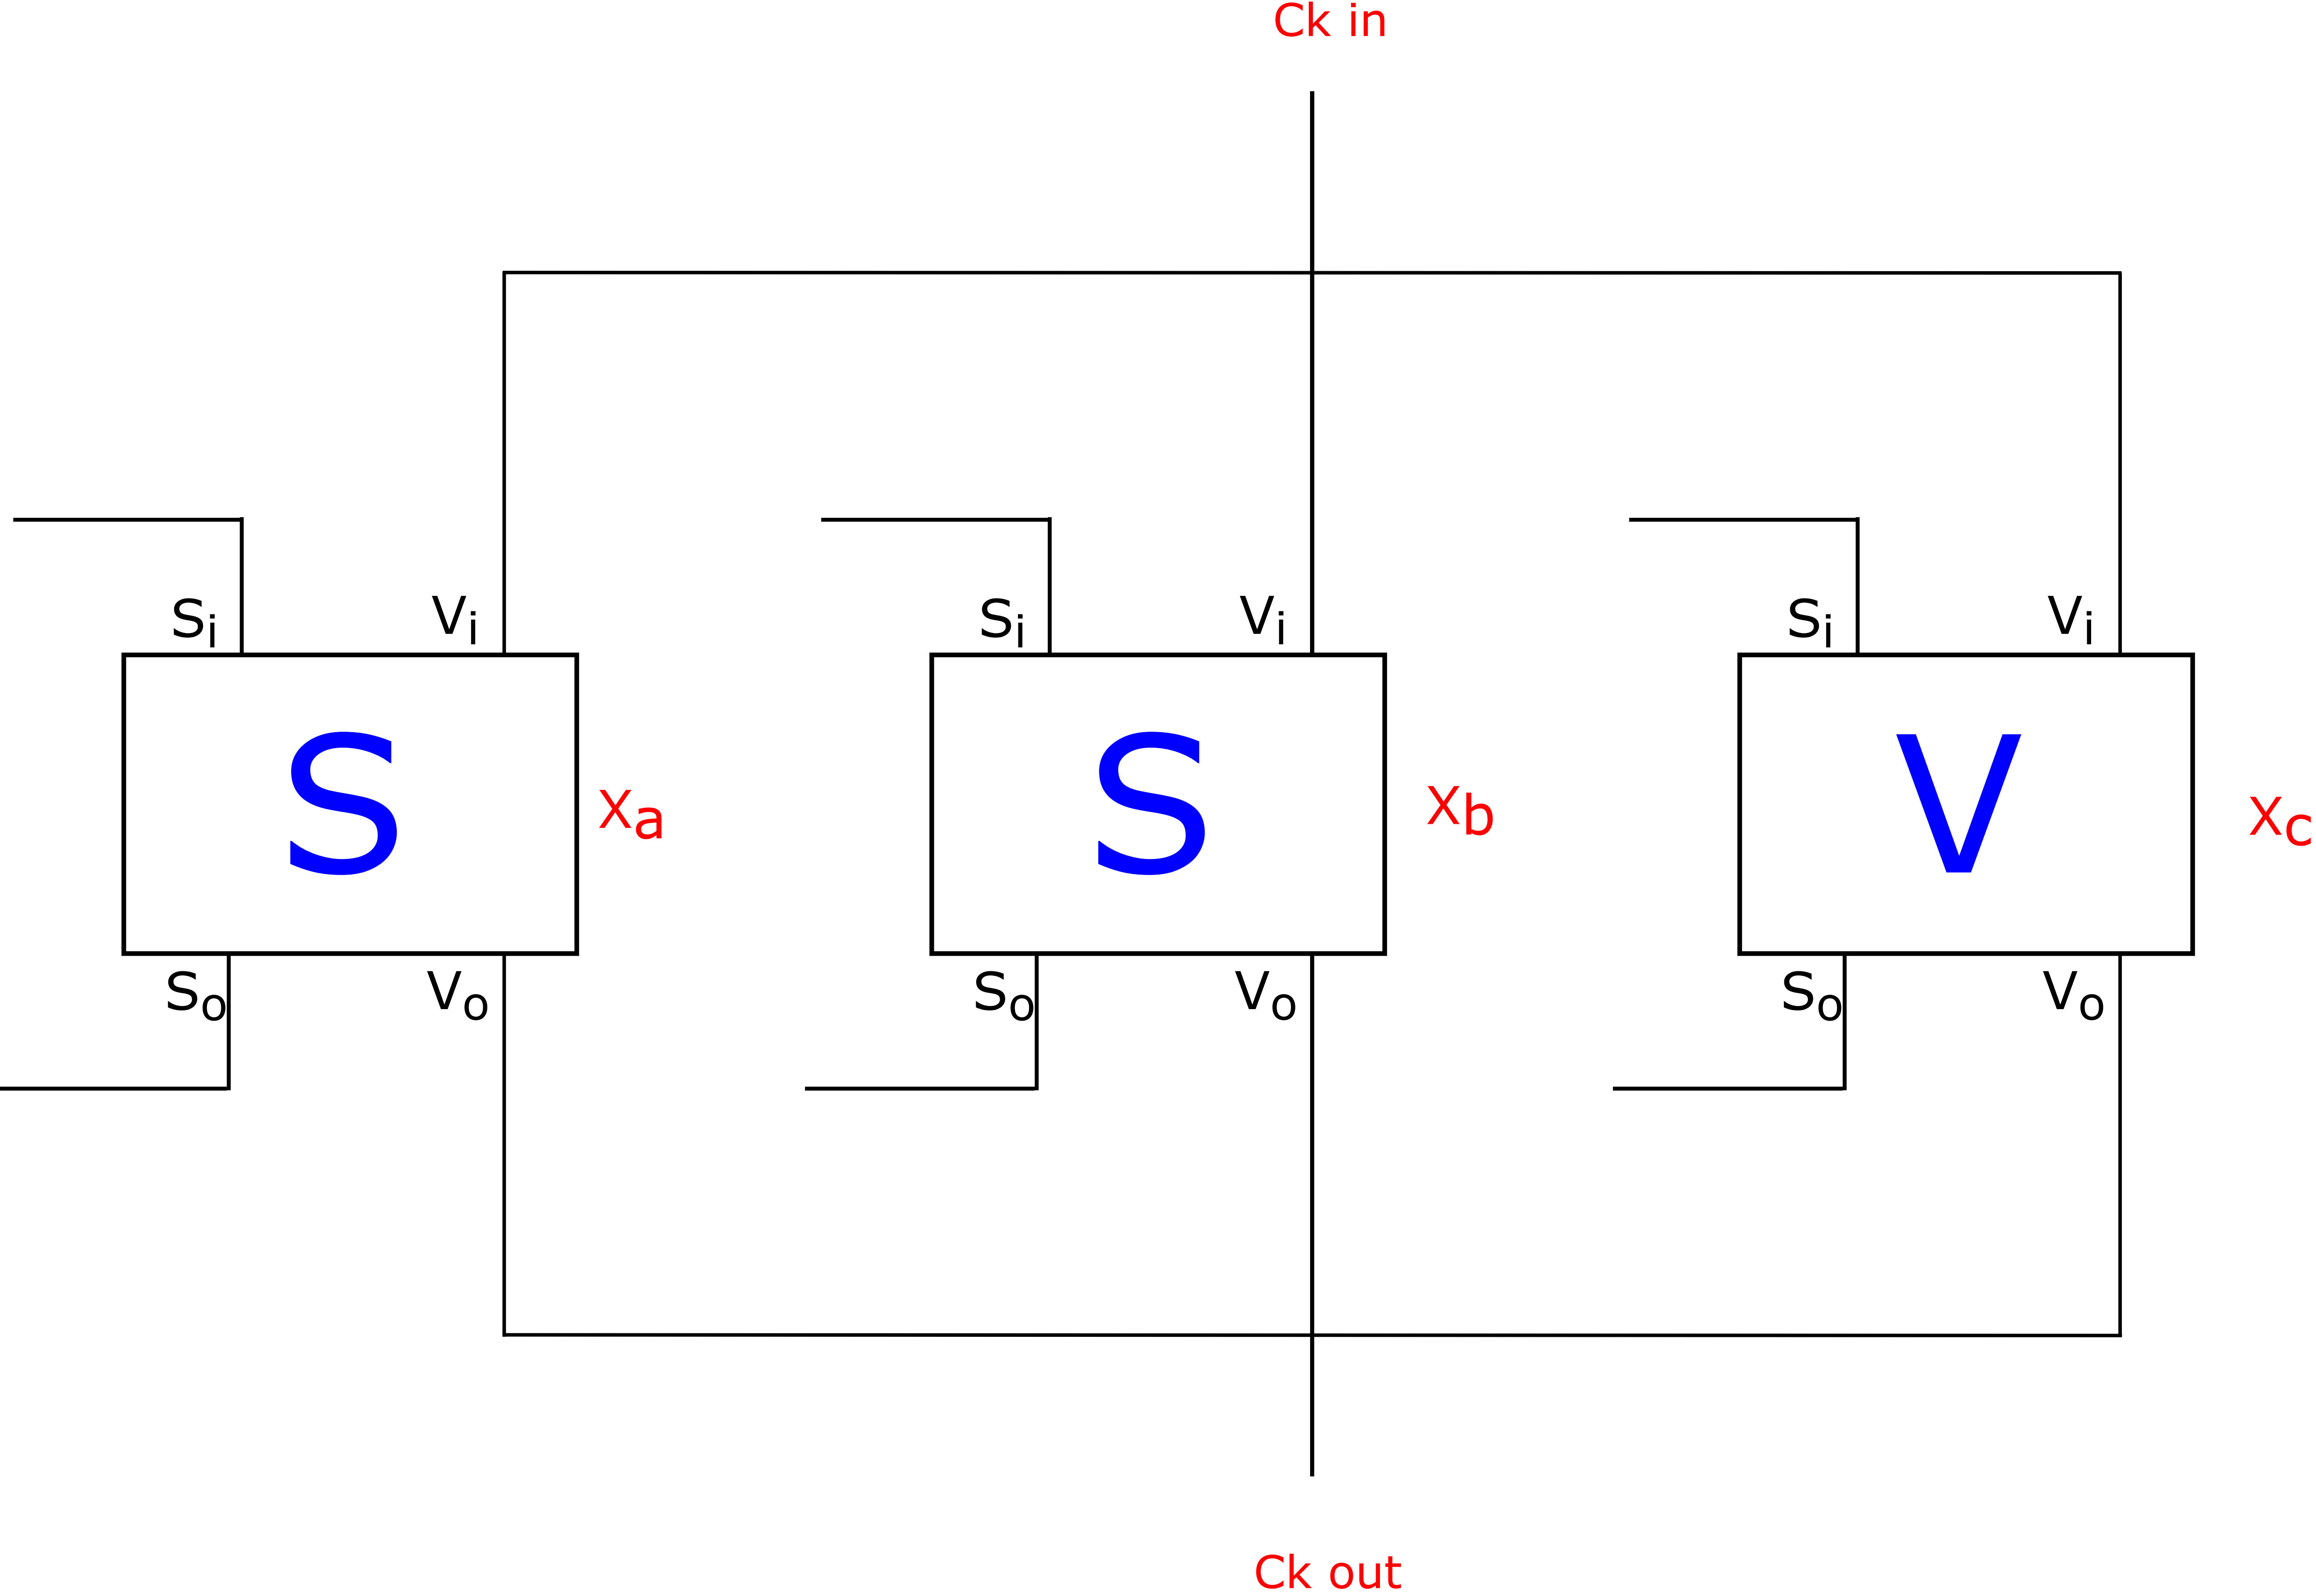 Ck in
Si Vi Si Vi Si Vi
S Xa S Xb V Xc
So Vo So Vo So Vo
Ck out